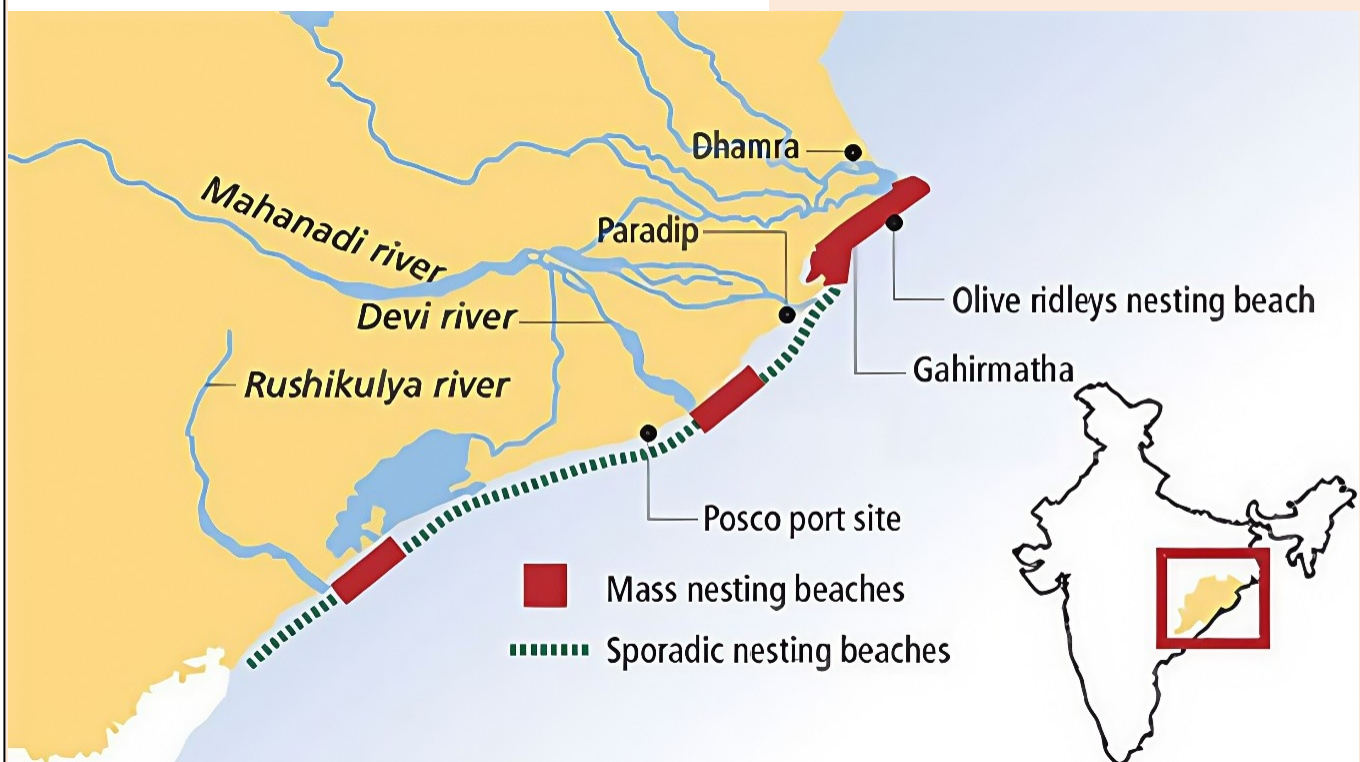 Dhamra
Mahanadi river
Paradip
Devi river
Olive ridleys nesting beach
Rushikulya river
Gahirmatha
Posco port site
Mass nesting beaches
Sporadic nesting beaches